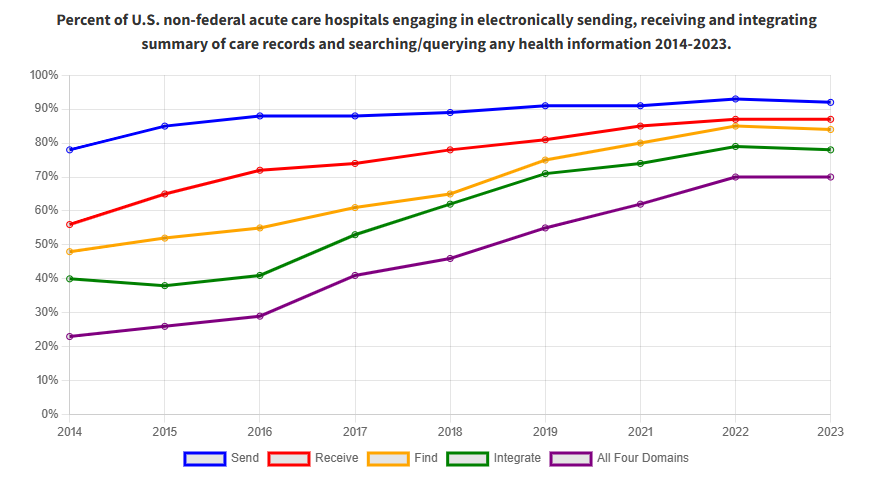 Percent of U.S. non-federal acute care hospitals engaging in electronically sending, receiving and integrating
summary of care records and searching/querying any health information 2014-2023.
100%
90%
80%
70%
60%
50%
40%
30%
20%
10%
0%
2014 2015 2016 2017 2018 2019 2021 2022 2023
Send Receive Find Integrate All Four Domains